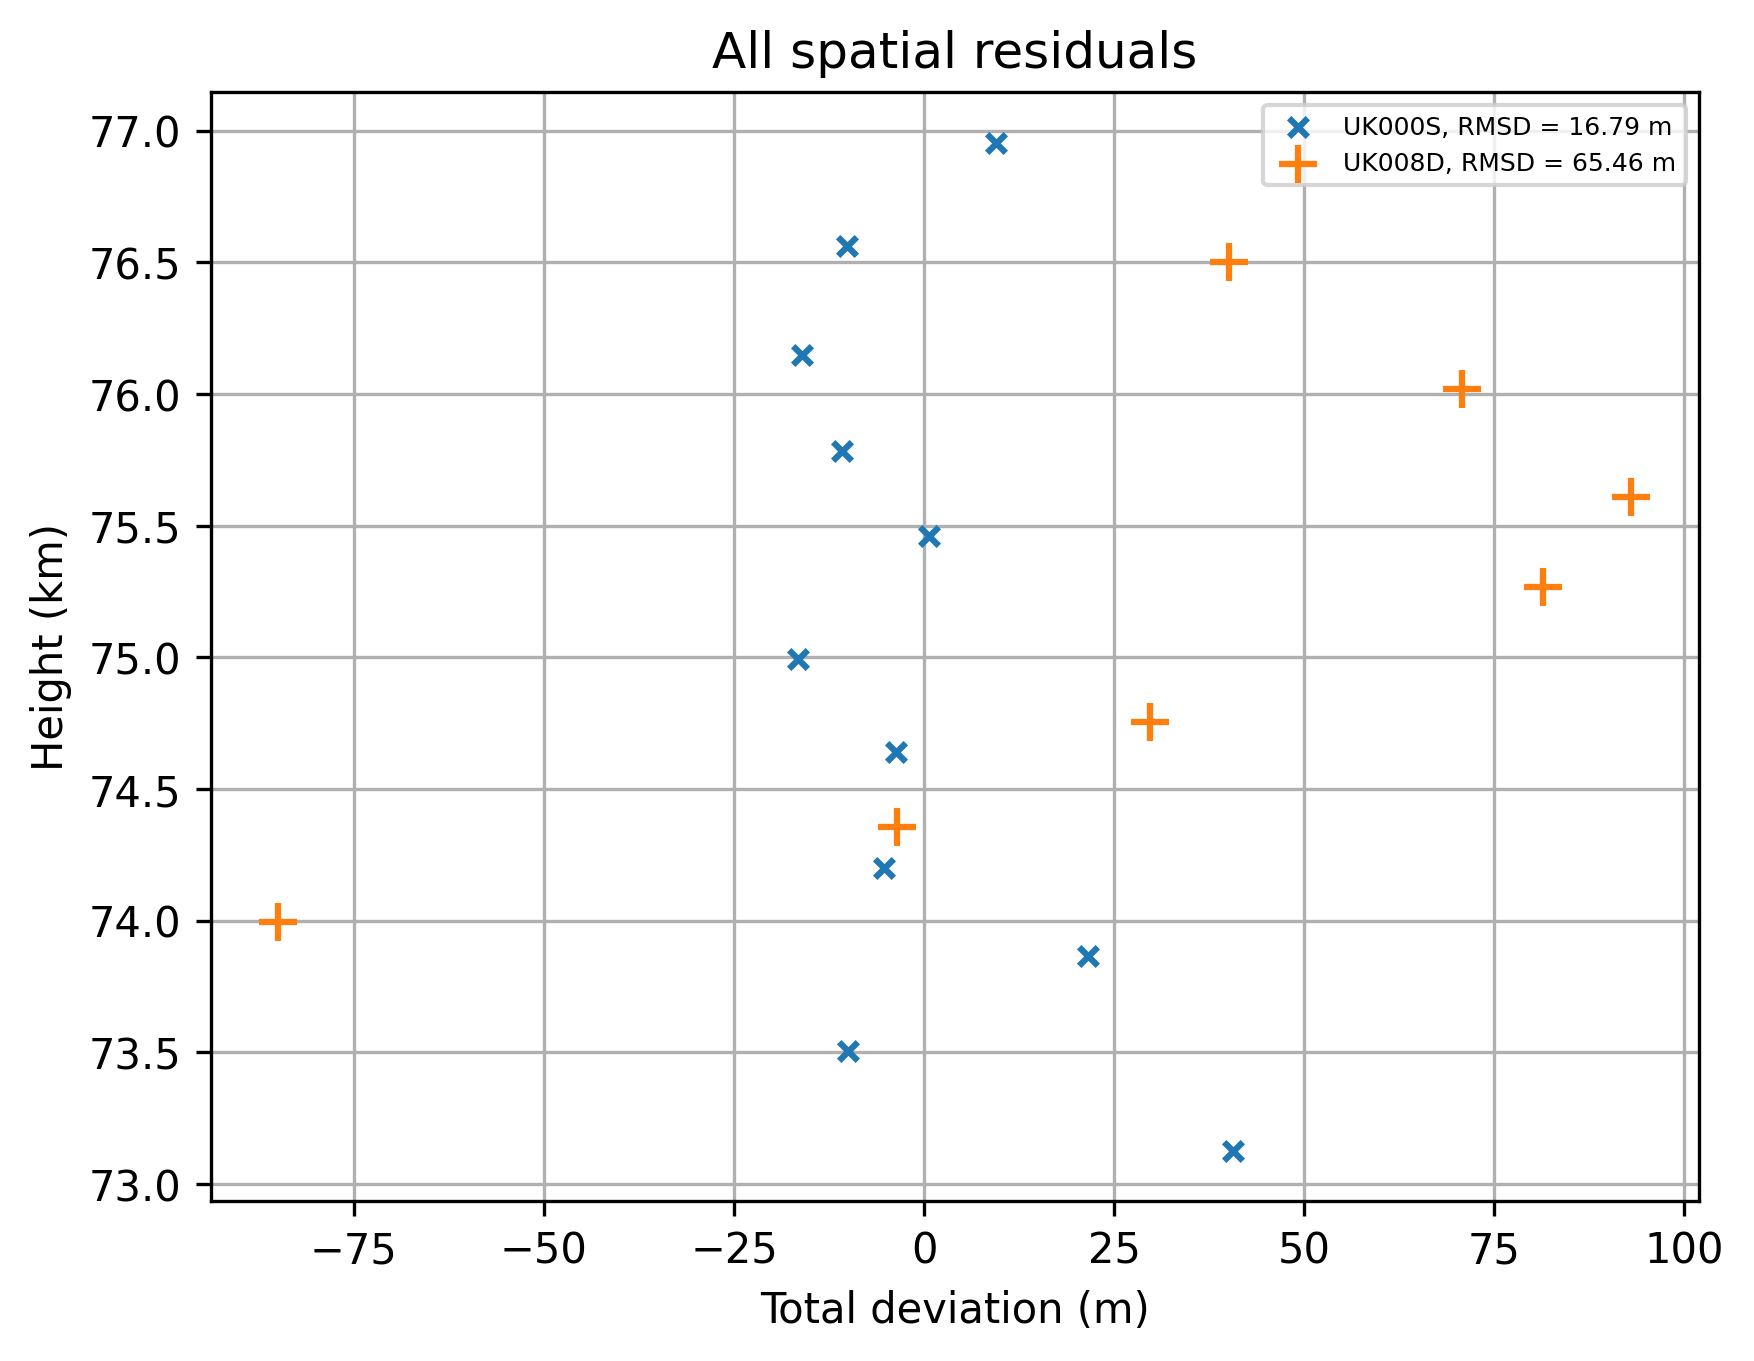 All spatial residuals
UK000S, RMSD = 16.79 m
UK008D, RMSD = 65.46 m
Height (km)
77.0
76.5
76.0
75.5
75.0
74.5
74.0
73.5
73.0
−75 −50 −25 0 25 50 75 100
Total deviation (m)